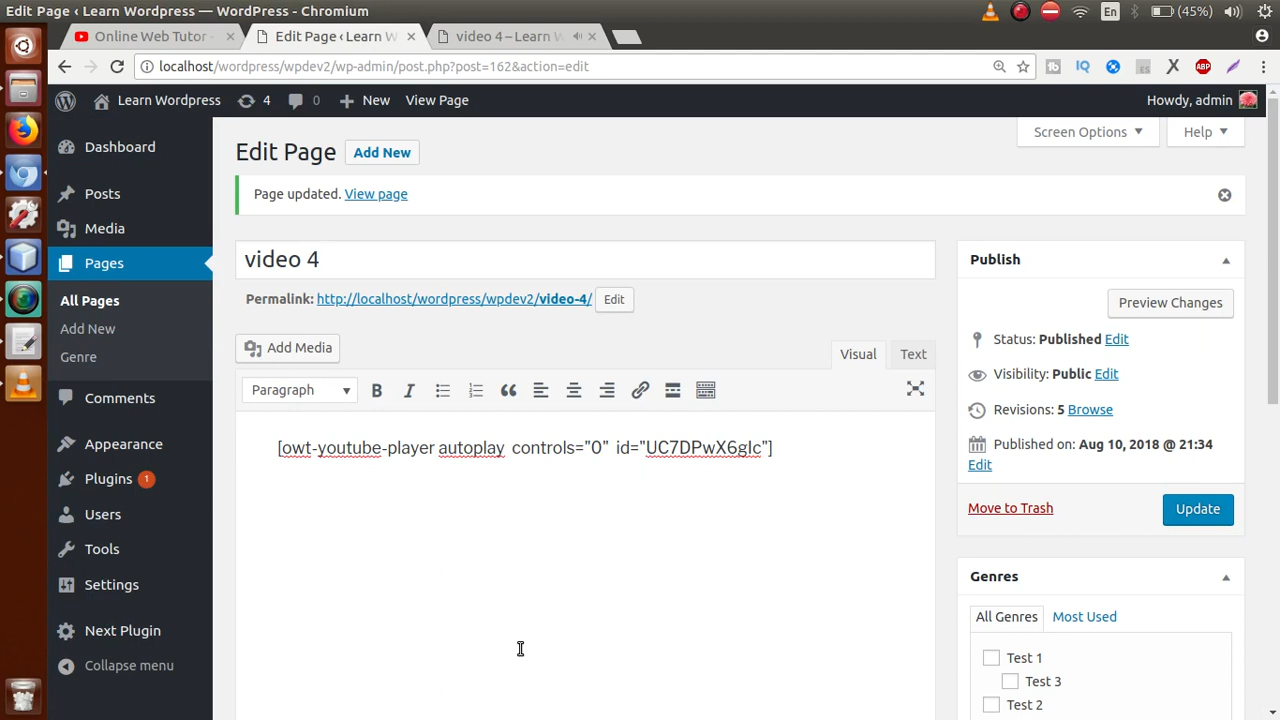 Edit Page ‹ Learn WordPress — WordPress - Chromium
En
(45%)
Online Web Tutor -
Edit Page ‹ Learn W
video 4 – Learn W
localhost/wordpress/wpdev2/wp-admin/post.php?post=162&action=edit
Learn Wordpress
4
0
New
View Page
Howdy, admin
Dashboard
Posts
Media
Pages
All Pages
Add New
Genre
Comments
Appearance
Plugins 1
Users
Tools
Settings
Next Plugin
Collapse menu
Screen Options
Help
Edit Page
Add New
Page updated. View page
video 4
Permalink: http://localhost/wordpress/wpdev2/video-4/
Edit
Add Media
Visual
Text
Paragraph
B
I
[owt-youtube-player autoplay controls="0" id="UC7DPwX6gIc"]
Publish
Preview Changes
Status: Published Edit
Visibility: Public Edit
Revisions: 5 Browse
Published on: Aug 10, 2018 @ 21:34
Edit
Move to Trash
Update
Genres
All Genres
Most Used
Test 1
Test 3
Test 2